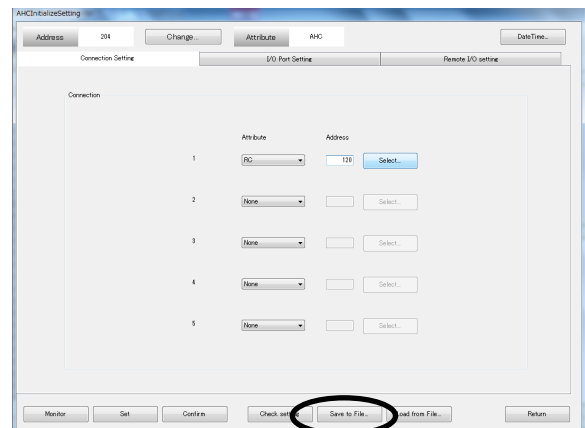 AHCInitializeSetting
Address 204 Change... Attribute AHC DateTime...
Connection Setting I/O Port Setting Remote I/O setting
Connection
Attribute Address
1 RC 120 Select...
2 None Select...
3 None Select...
4 None Select...
5 None Select...
Monitor Set Confirm Check setting Save to File... Load from File... Return